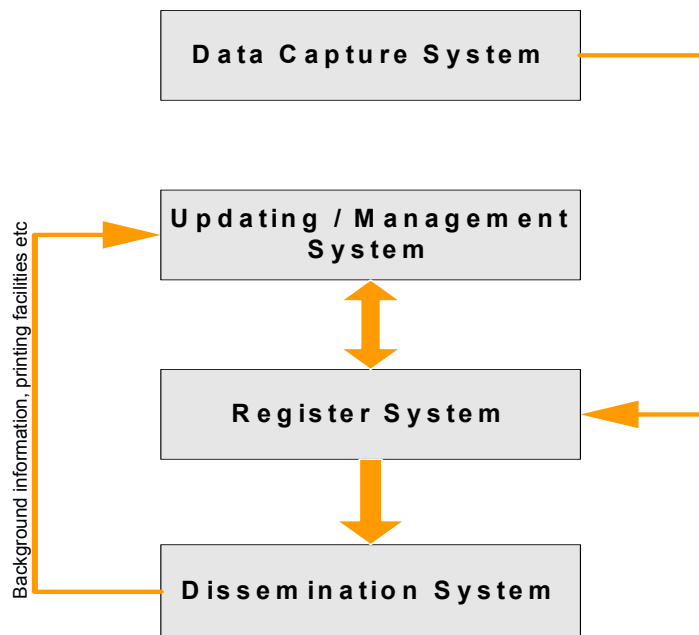 Data Capture System
Updating / Management
System
Background information, printing facilities etc
Register System
Dissemination System